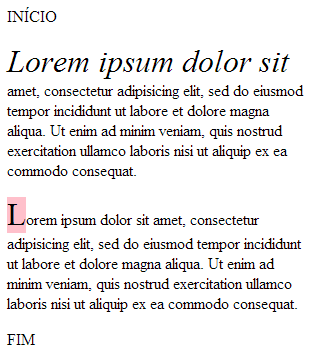 INÍCIO
Lorem ipsum dolor sit
amet, consectetur adipisicing elit, sed do eiusmod
tempor incididunt ut labore et dolore magna
aliqua. Ut enim ad minim veniam, quis nostrud
exercitation ullamco laboris nisi ut aliquip ex ea
commodo consequat.
Lorem ipsum dolor sit amet, consectetur
adipisicing elit, sed do eiusmod tempor incididunt
ut labore et dolore magna aliqua. Ut enim ad
minim veniam, quis nostrud exercitation ullamco
laboris nisi ut aliquip ex ea commodo consequat.
FIM